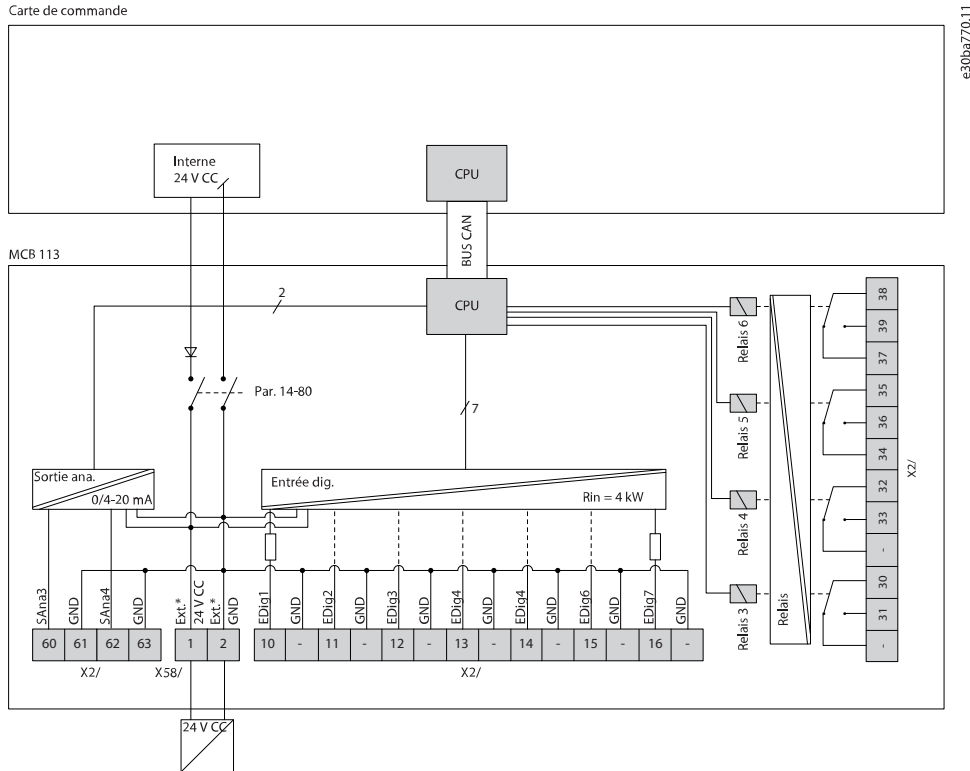 Carte de commande
e30ba770.11
Interne
24 V CC
CPU
BUS CAN
MCB 113
2
CPU
Par. 14-80
7
Sortie ana.
0/4-20 mA
Entrée dig.
Rin = 4 kW
Relais 6
Relais 5
Relais 4
Relais 3
Relais
38
39
37
35
36
34
32
33
-
30
31
-
X2/
SAna3
GND
SAna4
GND
Ext.*
24 V CC
Ext.*
GND
EDig1
GND
EDig2
GND
EDig3
GND
EDig4
GND
EDig4
GND
EDig6
GND
EDig7
GND
60 61 62 63
1 2
10 - 11 - 12 - 13 - 14 - 15 - 16 -
X2/
X58/
X2/
24 V CC